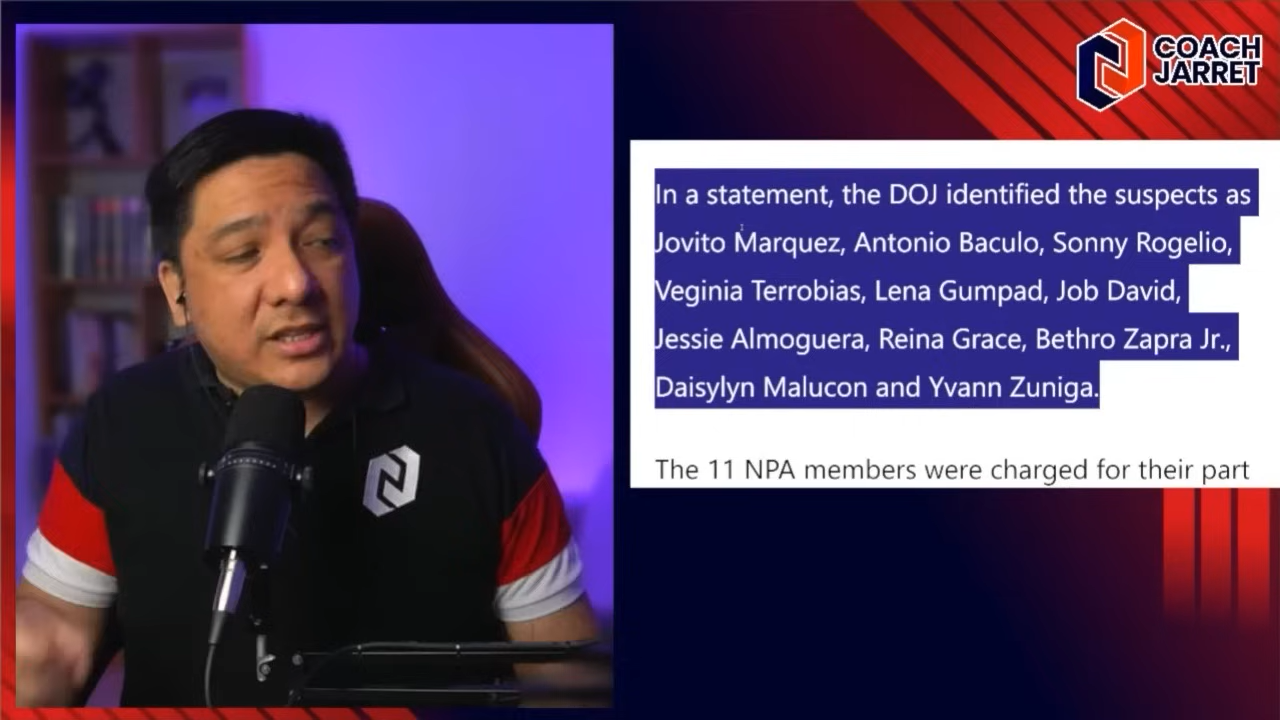 COACH
JARRET
In a statement, the DOJ identified the suspects as
Jovito Marquez, Antonio Baculo, Sonny Rogelio,
Veginia Terrobias, Lena Gumpad, Job David,
Jessie Almoguera, Reina Grace, Bethro Zapra Jr.,
Daisylyn Malucon and Yvann Zuniga.
The 11 NPA members were charged for their part